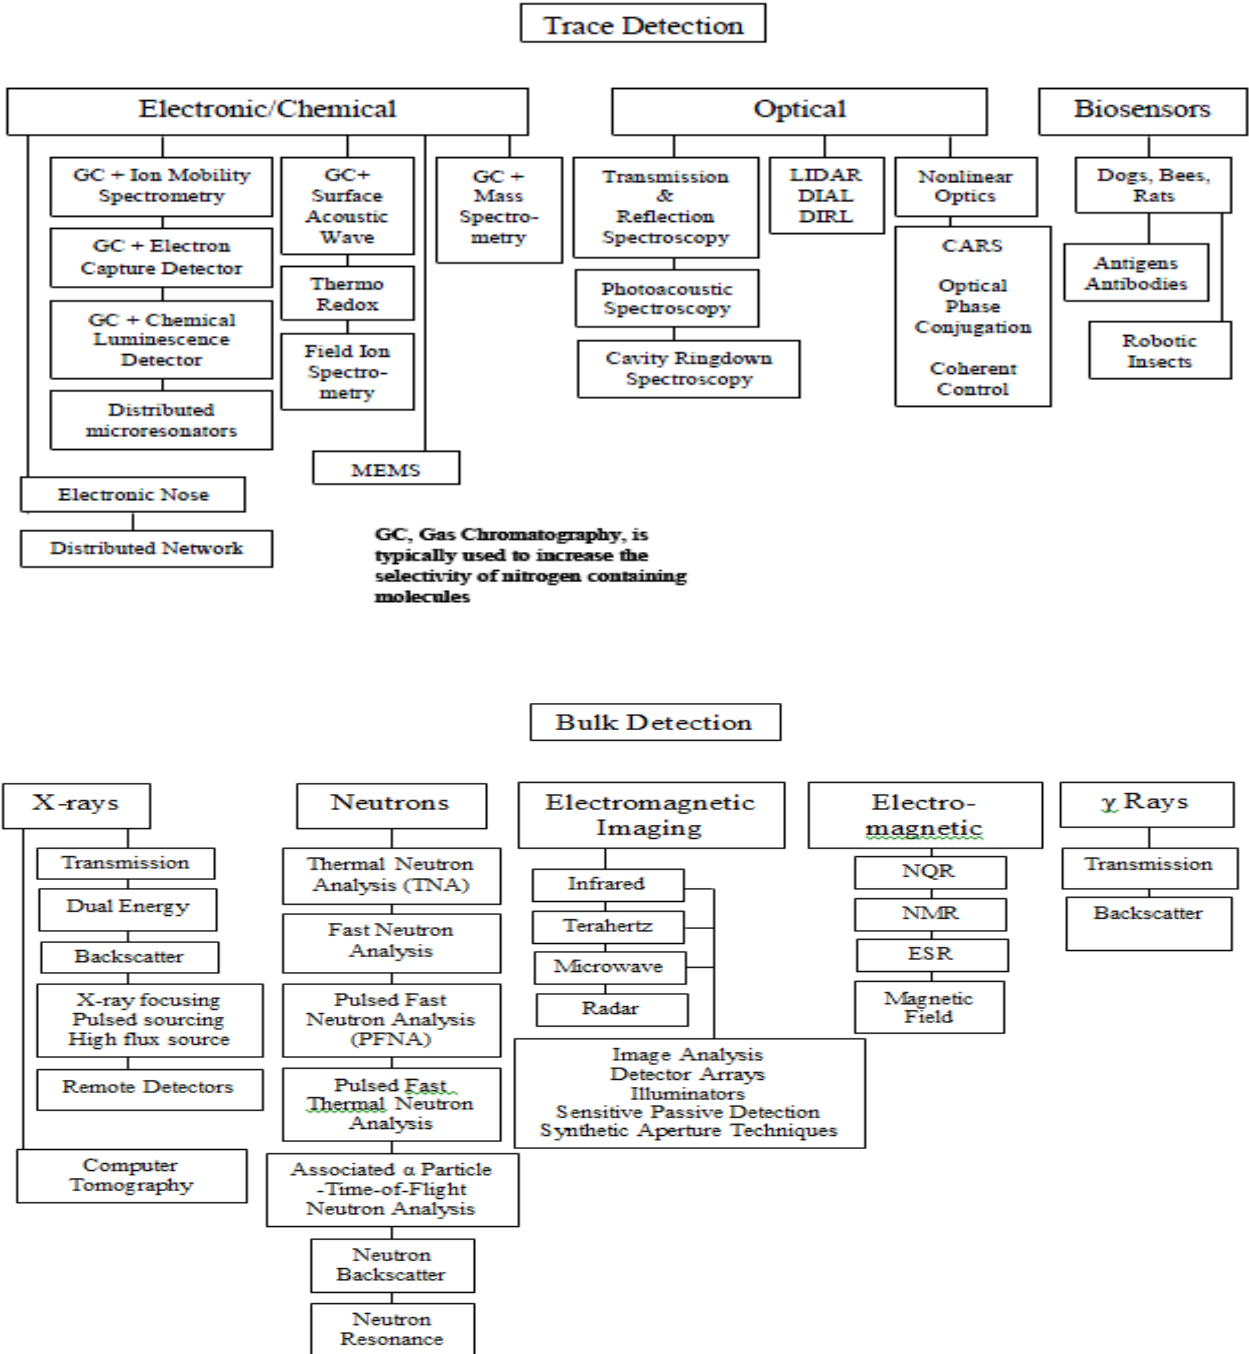 Trace Detection
Electronic/Chemical
GC + Ion Mobility
Spectrometry
GC + Electron
Capture Detector
GC + Chemical
Luminescence
Detector
Distributed
microresonators
Electronic Nose
Distributed Network
GC+
Surface
Acoustic
Wave
Thermo
Redox
Field Ion
Spectro-
metry
MEMS
GC +
Mass
Spectro-
metry
Optical
Transmission
&
Reflection
Spectroscopy
Photoacoustic
Spectroscopy
Cavity Ringdown
Spectroscopy
LIDAR
DIAL
DIRL
Nonlinear
Optics
CARS
Optical
Phase
Conjugation
Coherent
Control
Biosensors
Dogs, Bees,
Rats
Antigens
Antibodies
Robotic
Insects
GC, Gas Chromatography, is
typically used to increase the
selectivity of nitrogen containing
molecules
Bulk Detection
X-rays
Transmission
Dual Energy
Backscatter
X-ray focusing
Pulsed sourcing
High flux source
Remote Detectors
Computer
Tomography
Neutrons
Thermal Neutron
Analysis (TNA)
Fast Neutron
Analysis
Pulsed Fast
Neutron Analysis
(PFNA)
Pulsed Fast
Thermal Neutron
Analysis
Associated α Particle
-Time-of-Flight
Neutron Analysis
Neutron
Backscatter
Neutron
Resonance
Electromagnetic
Imaging
Infrared
Terahertz
Microwave
Radar
Image Analysis
Detector Arrays
Illuminators
Sensitive Passive Detection
Synthetic Aperture Techniques
Electro-
magnetic
NQR
NMR
ESR
Magnetic
Field
γ Rays
Transmission
Backscatter